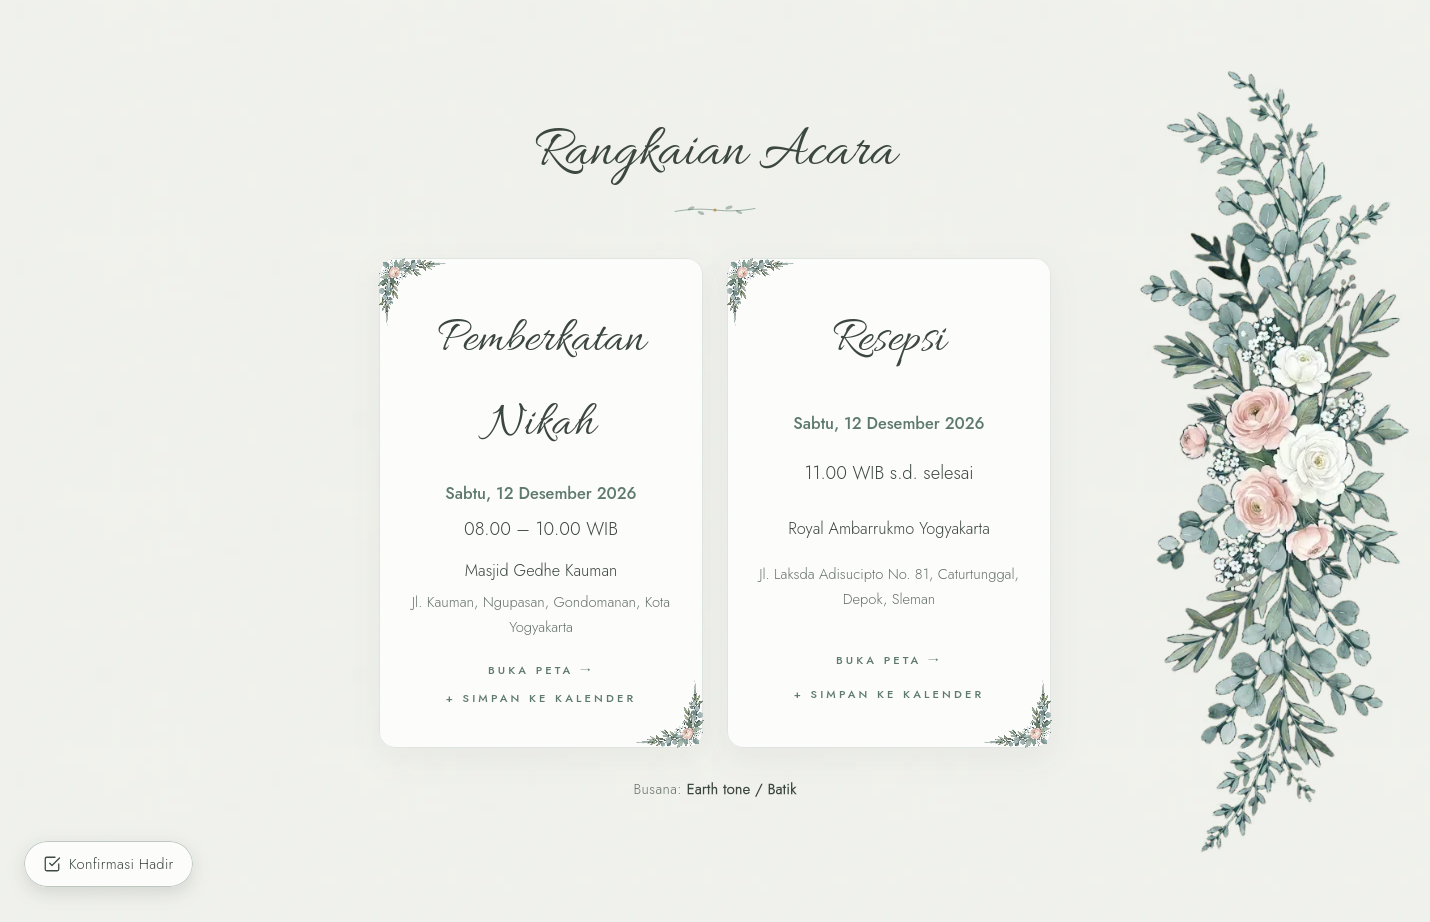 Rangkaian Acara
Pemberkatan
Nikah
Sabtu, 12 Desember 2026
08.00 – 10.00 WIB
Masjid Gedhe Kauman
Jl. Kauman, Ngupasan, Gondomanan, Kota
Yogyakarta
BUKA PETA →
+ SIMPAN KE KALENDER
Resepsi
Sabtu, 12 Desember 2026
11.00 WIB s.d. selesai
Royal Ambarrukmo Yogyakarta
Jl. Laksda Adisucipto No. 81, Caturtunggal,
Depok, Sleman
BUKA PETA →
+ SIMPAN KE KALENDER
Busana: Earth tone / Batik
Konfirmasi Hadir